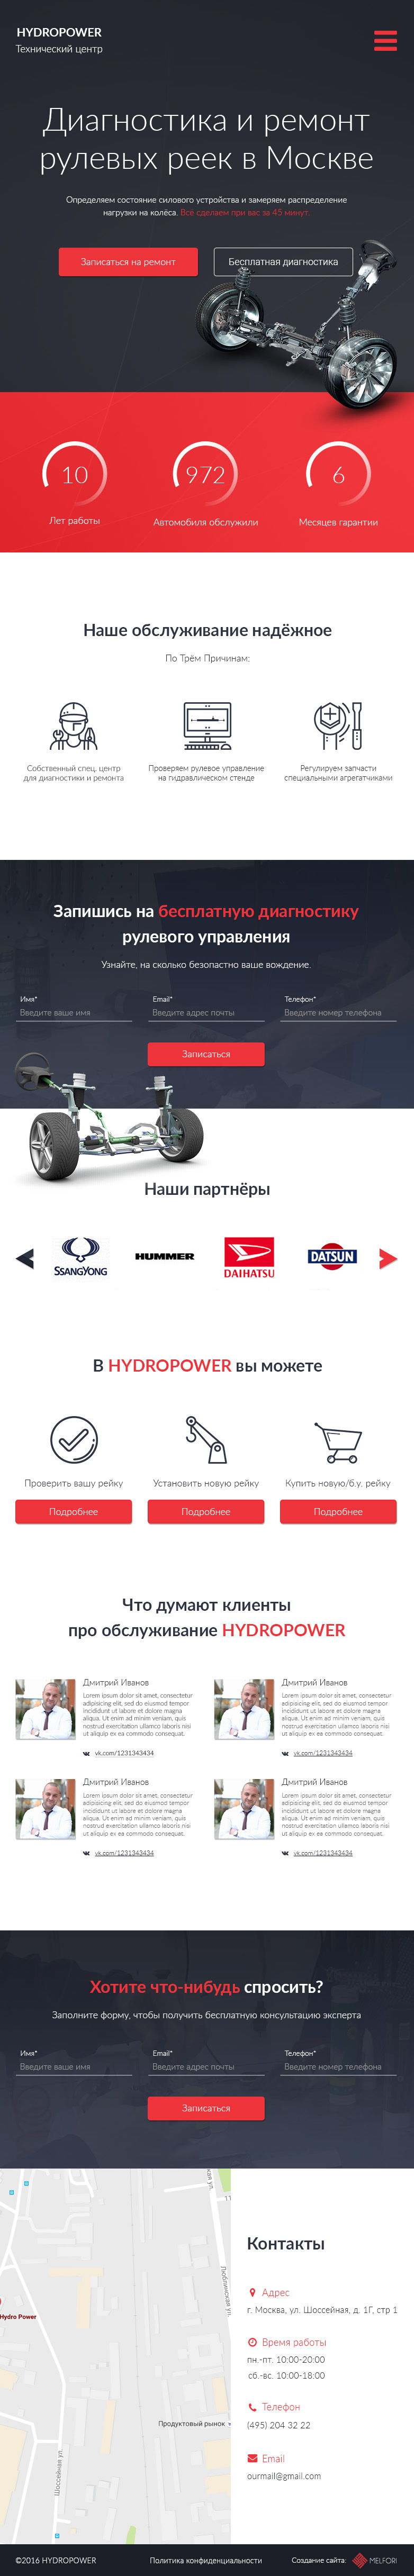 HYDROPOWER
Технический центр
Диагностика и ремонт
рулевых реек в Москве
Определяем состояние силового устройства и замеряем распределение
нагрузки на колёса. Всё сделаем при вас за 45 минут.
Записаться на ремонт
Бесплатная диагностика
10
972
6
Лет работы
Автомобиля обслужили
Месяцев гарантии
Наше обслуживание надёжное
По Трём Причинам:
Собственный спец. центр
для диагностики и ремонта
Проверяем рулевое управление
на гидравлическом стенде
Регулируем запчасти
специальными агрегатчиками
Запишись на бесплатную диагностику
рулевого управления
Узнайте, на сколько безопастно ваше вождение.
Имя*
Email*
Телефон*
Введите ваше имя
Введите адрес почты
Введите номер телефона
Записаться
Наши партнёры
SSANGYONG
HUMMER
DAIHATSU
DATSUN
В HYDROPOWER вы можете
Проверить вашу рейку
Установить новую рейку
Купить новую/б.у. рейку
Подробнее
Подробнее
Подробнее
Что думают клиенты
про обслуживание HYDROPOWER
Дмитрий Иванов
Lorem ipsum dolor sit amet, consectetur
adipisicing elit, sed do eiusmod tempor
incididunt ut labore et dolore magna
aliqua. Ut enim ad minim veniam, quis
nostrud exercitation ullamco laboris nisi
ut aliquip ex ea commodo consequat.
vk.com/1231343434
Дмитрий Иванов
Lorem ipsum dolor sit amet, consectetur
adipisicing elit, sed do eiusmod tempor
incididunt ut labore et dolore magna
aliqua. Ut enim ad minim veniam, quis
nostrud exercitation ullamco laboris nisi
ut aliquip ex ea commodo consequat.
vk.com/1231343434
Дмитрий Иванов
Lorem ipsum dolor sit amet, consectetur
adipisicing elit, sed do eiusmod tempor
incididunt ut labore et dolore magna
aliqua. Ut enim ad minim veniam, quis
nostrud exercitation ullamco laboris nisi
ut aliquip ex ea commodo consequat.
vk.com/1231343434
Дмитрий Иванов
Lorem ipsum dolor sit amet, consectetur
adipisicing elit, sed do eiusmod tempor
incididunt ut labore et dolore magna
aliqua. Ut enim ad minim veniam, quis
nostrud exercitation ullamco laboris nisi
ut aliquip ex ea commodo consequat.
vk.com/1231343434
Хотите что-нибудь спросить?
Заполните форму, чтобы получить бесплатную консультацию эксперта
Имя*
Email*
Телефон*
Введите ваше имя
Введите адрес почты
Введите номер телефона
Записаться
Люблинская ул.
Hydro Power
Продуктовый рынок
Шоссейная ул.
Контакты
Адрес
г. Москва, ул. Шоссейная, д. 1Г, стр 1
Время работы
пн.-пт. 10:00-20:00
сб.-вс. 10:00-18:00
Телефон
(495) 204 32 22
Email
ourmail@gmail.com
©2016 HYDROPOWER
Политика конфиденциальности
Создание сайта:
MELFORI